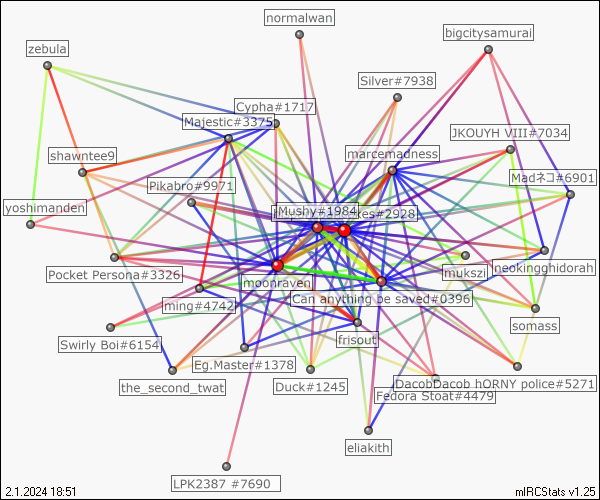 normalwan
bigcitysamurai
zebula
Silver#7938
Cypha#1717
Majestic#3375
JKOUYH VIII#7034
marcemadness
shawntee9
Madネコ#6901
Pikabro#9971
yoshimanden
Mushy#1984
kes#2928
Pocket Persona#3326
moonraven
mukszi
neokingghidorah
Can anything be saved#0396
ming#4742
somass
Swirly Boi#6154
frisout
Eg.Master#1378
the_second_twat
Duck#1245
DacobDacob hORNY police#5271
Fedora Stoat#4479
eliakith
LPK2387 #7690
2.1.2024 18:51
mIRCStats v1.25